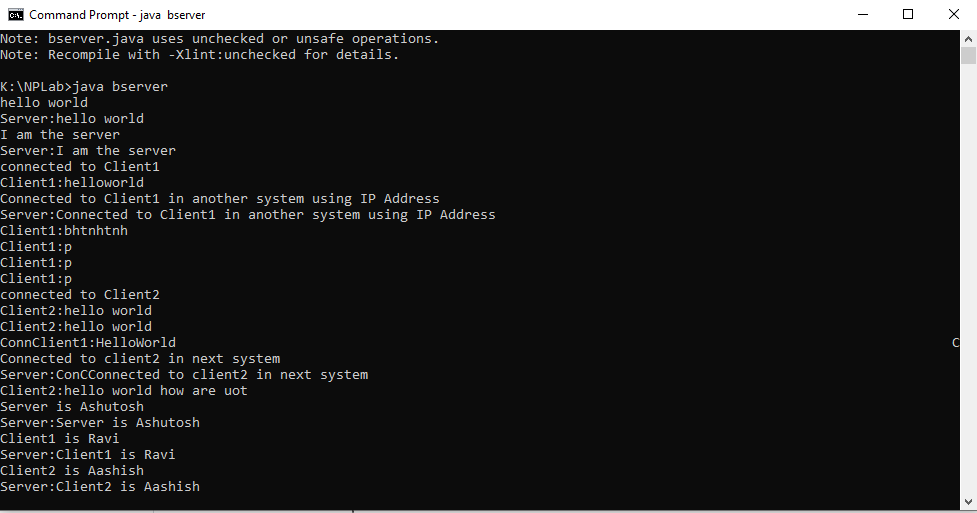 Command Prompt - java bserver
Note: bserver.java uses unchecked or unsafe operations.
Note: Recompile with -Xlint:unchecked for details.
K:\NPLab>java bserver
hello world
Server:hello world
I am the server
Server:I am the server
connected to Client1
Client1:helloworld
Connected to Client1 in another system using IP Address
Server:Connected to Client1 in another system using IP Address
Client1:bhtnhtnh
Client1:p
Client1:p
Client1:p
connected to Client2
Client2:hello world
Client2:hello world
ConnClient1:HelloWorld C
Connected to client2 in next system
Server:ConCConnected to client2 in next system
Client2:hello world how are uot
Server is Ashutosh
Server:Server is Ashutosh
Client1 is Ravi
Server:Client1 is Ravi
Client2 is Aashish
Server:Client2 is Aashish